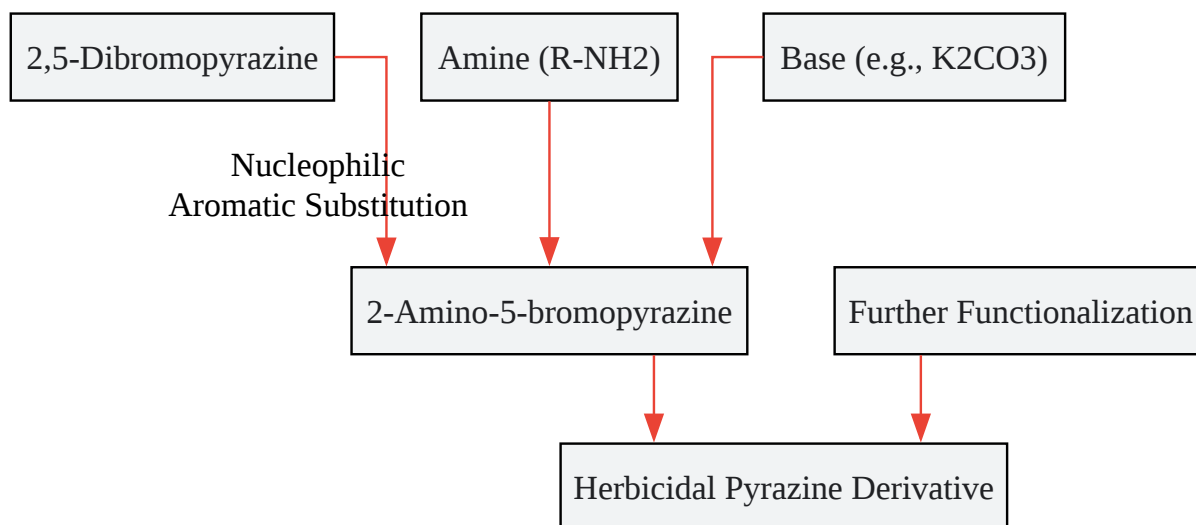 2,5-Dibromopyrazine
Amine (R-NH2)
Base (e.g., K2CO3)
Nucleophilic
Aromatic Substitution
2-Amino-5-bromopyrazine
Further Functionalization
Herbicidal Pyrazine Derivative